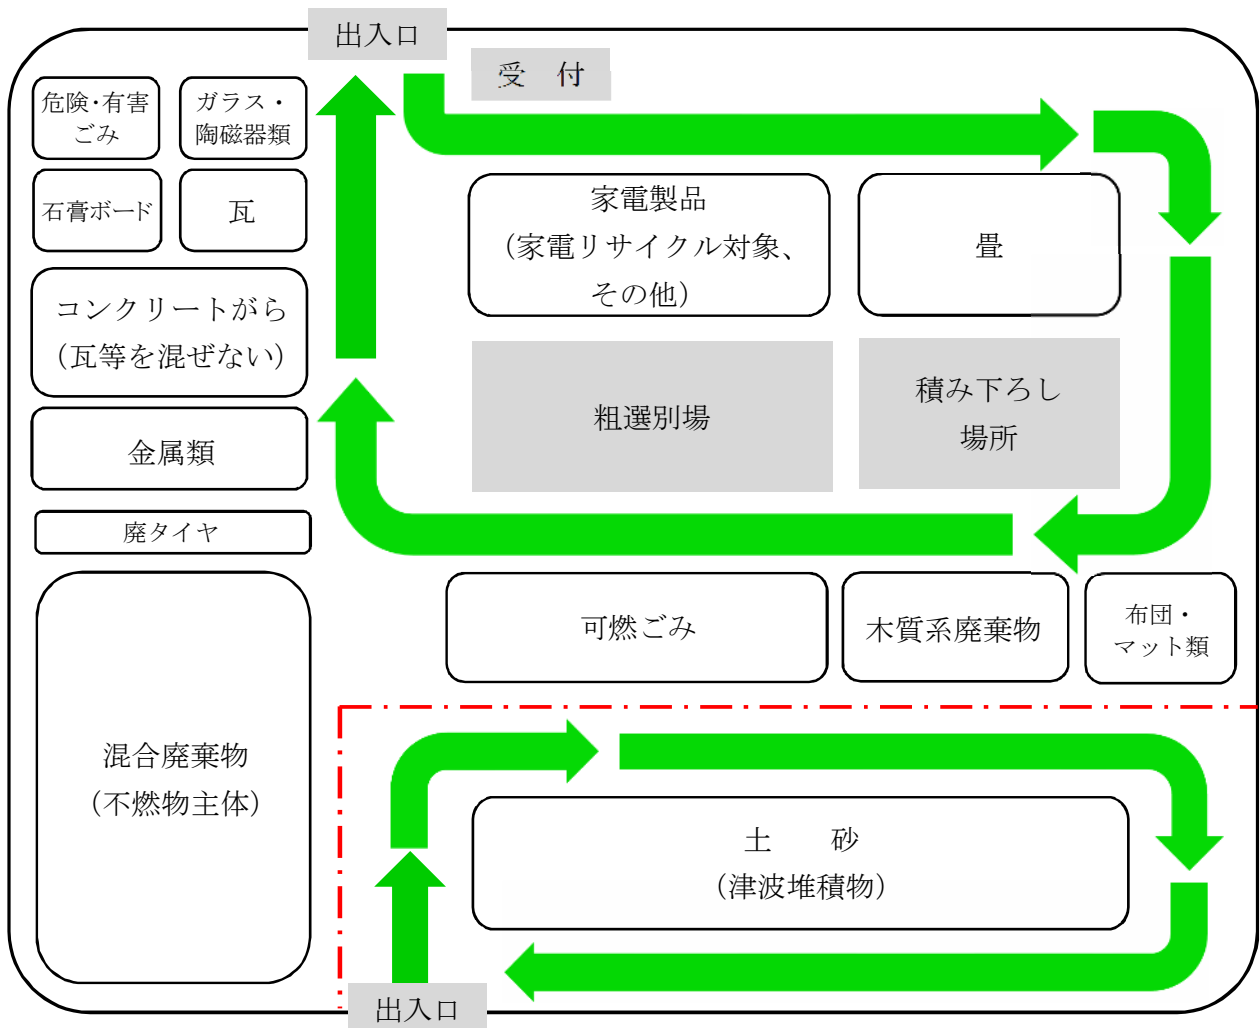 出入口
受　付
危険・有害
ごみ
ガラス・
陶磁器類
石膏ボード
瓦
家電製品
（家電リサイクル対象、
その他）
畳
コンクリートがら
（瓦等を混ぜない）
粗選別場
積み下ろし
場所
金属類
廃タイヤ
可燃ごみ
木質系廃棄物
布団・
マット類
混合廃棄物
（不燃物主体）
土　　砂
（津波堆積物）
出入口